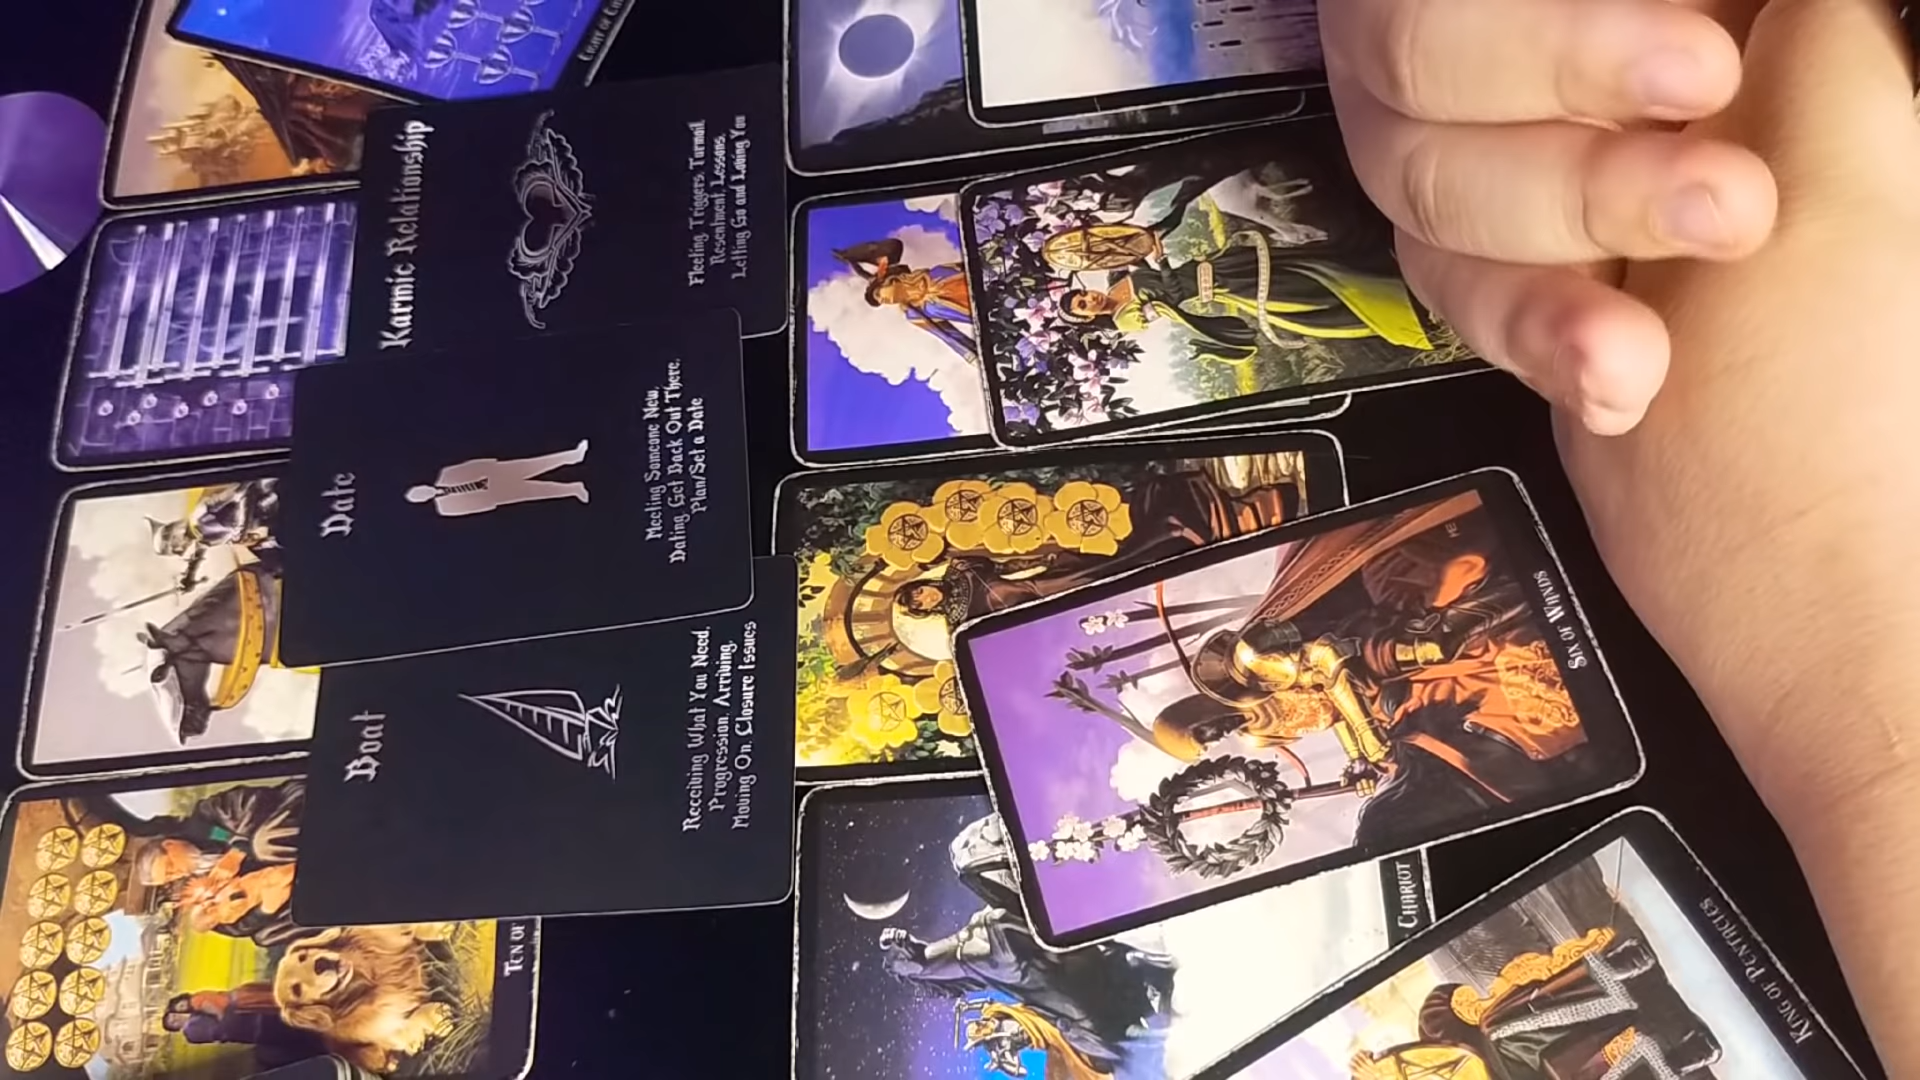 Karmic Relationship
Fleeting, Triggers, Turmoil,
Resentment, Lessons,
Letting Go and Loving You
Date
Meeting Someone New,
Dating Get Back Out There,
Plan/Set a Date
Boat
Receiving What You Need,
Progression, Arriving,
Moving On, Closure Issues
Ten of
Six of Wands
Chariot
King of Pentacles